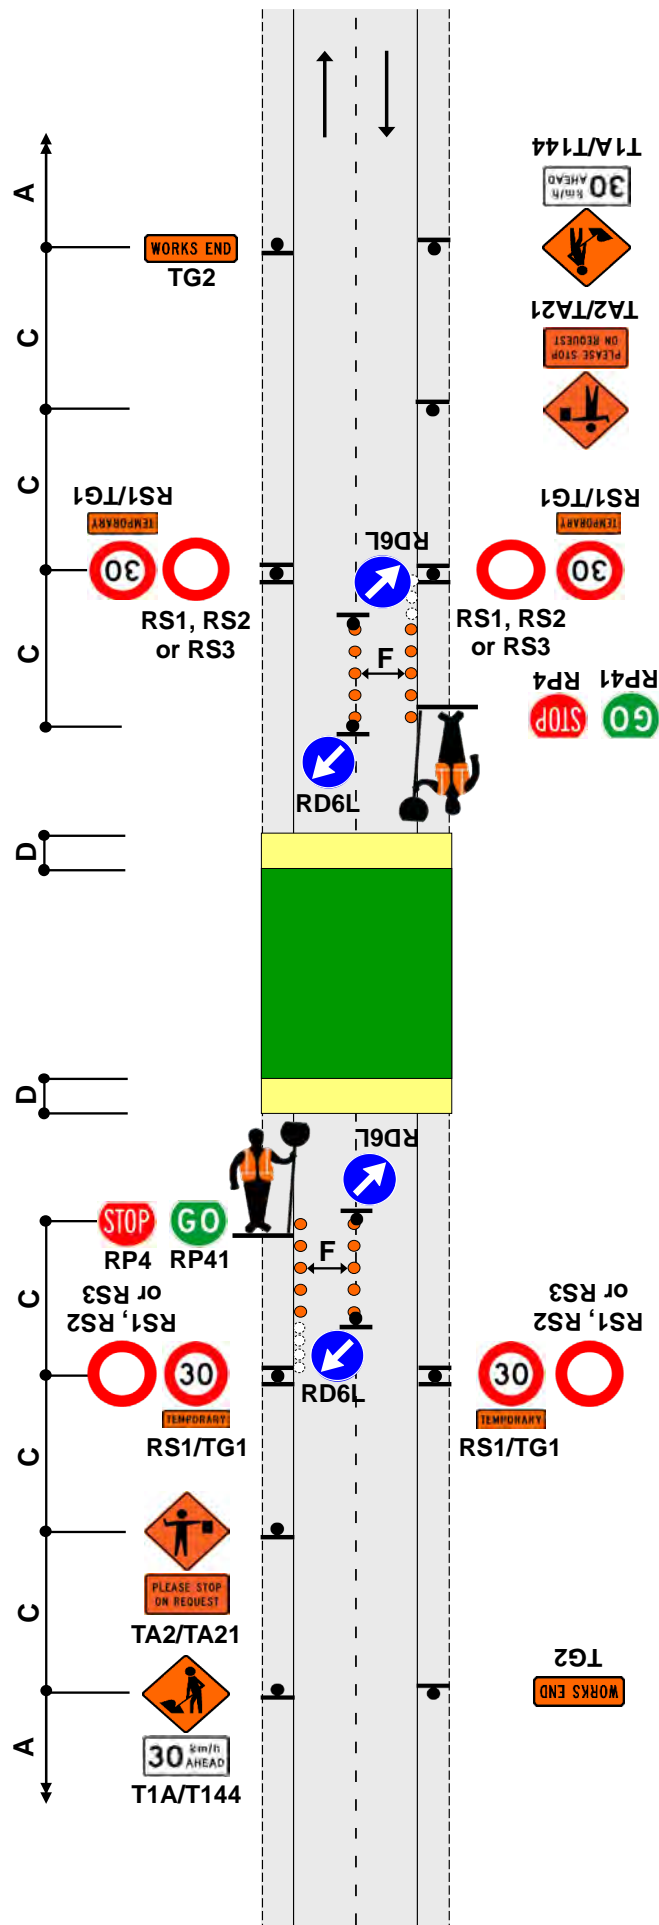 T1A/T144
A
30 km/h
AHEAD
WORKS END
TG2
TA2/TA21
C
PLEASE STOP
ON REQUEST
C
RS1/TG1
TEMPORARY
30
RD6L
RS1/TG1
TEMPORARY
30
RS1, RS2
or RS3
RS1, RS2
or RS3
C
F
RP4
RP41
STOP
GO
RD6L
D
D
RD6L
STOP
GO
RP4
RP41
F
C
RS1, RS2
or RS3
RS1, RS2
or RS3
30
30
RD6L
TEMPORARY
TEMPORARY
RS1/TG1
RS1/TG1
C
PLEASE STOP
ON REQUEST
C
TA2/TA21
TG2
WORKS END
A
30 km/h
AHEAD
T1A/T144